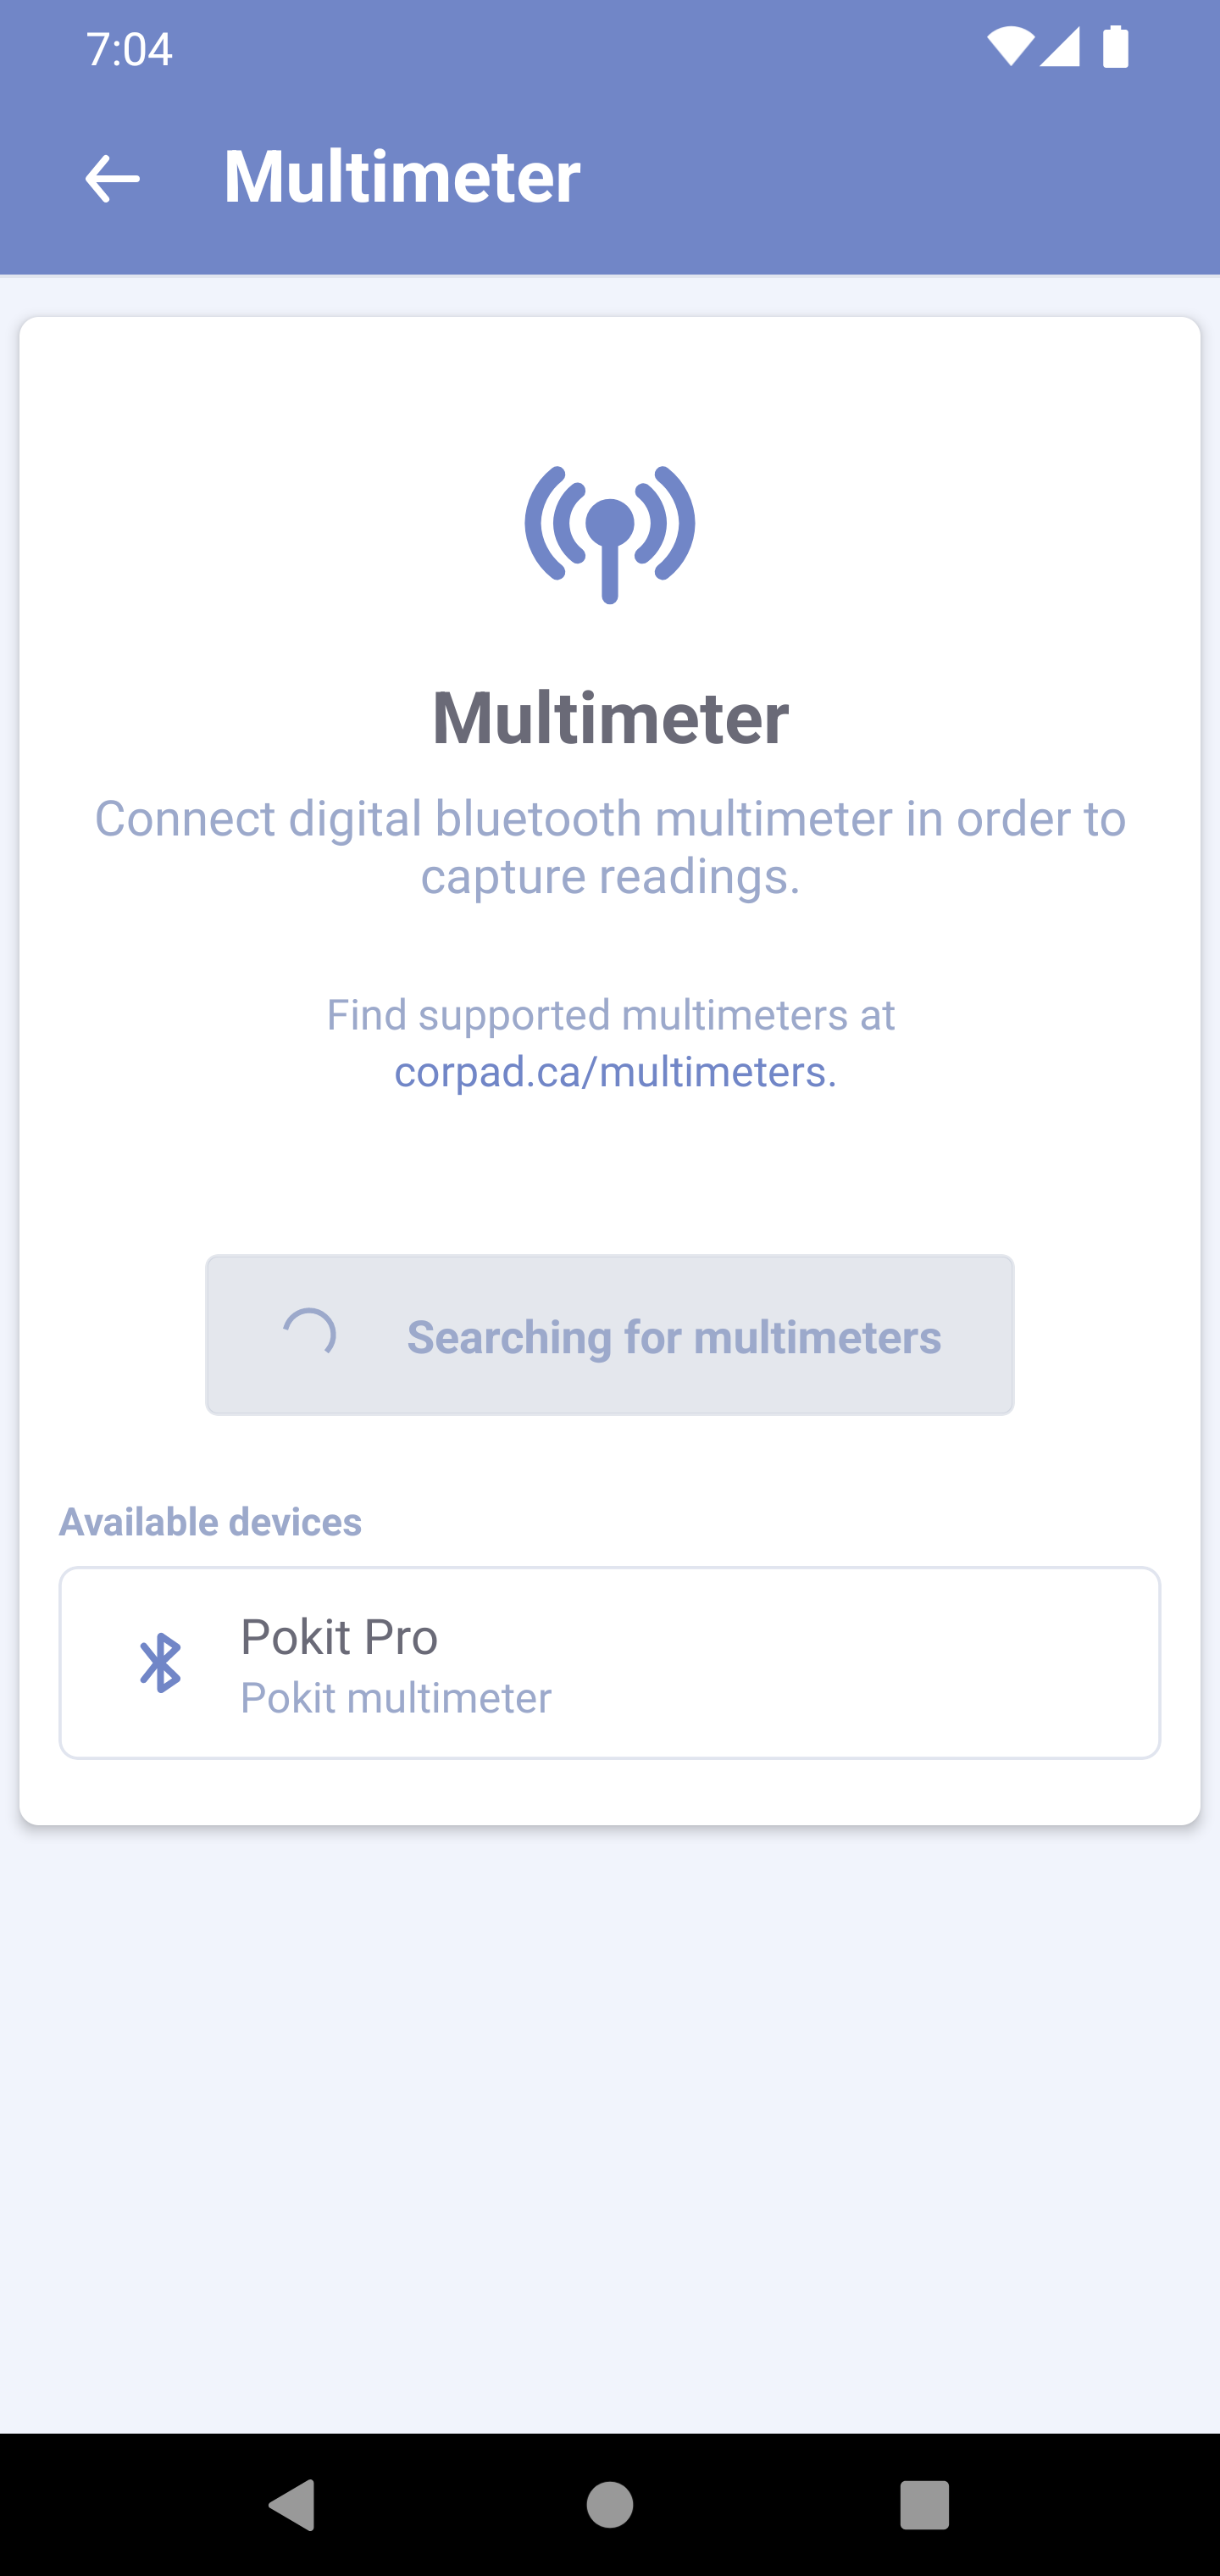 7:04
Multimeter
Multimeter
Connect digital bluetooth multimeter in order to
capture readings.
Find supported multimeters at
corpad.ca/multimeters.
Searching for multimeters
Available devices
Pokit Pro
Pokit multimeter